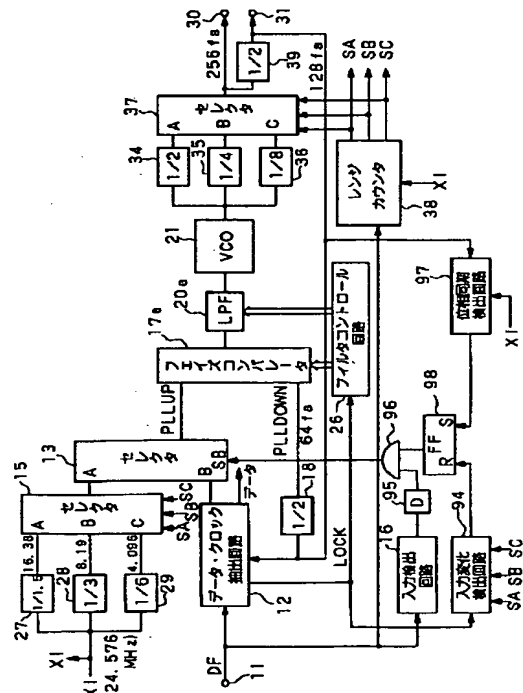 30
31
256fs
1/2
39
128fs
37
セレクタ
A
B
C
34
1/2
35
1/4
36
1/8
SA
SB
SC
レンジ
カウンタ
38
XI
21
VCO
20a
LPF
17a
フェイズコンパレータ
フィルタコントロール
回路
26
97
位相同期
検出回路
XI
PLLUP
PLLDOWN
64fs
13
セレクタ
A
B
SB
18
1/2
データ
LOCK
96
98
FF
R
S
95
D
94
15
セレクタ
A
B
C
SA
SB
SC
データ・クロック
抽出回路
12
16
入力検出
回路
入力変化
検出回路
SA
SB
SC
16.38
8.19
4.096
27
1/1.5
28
1/3
29
1/6
XI
XI
(24.576
MHz)
DF
11